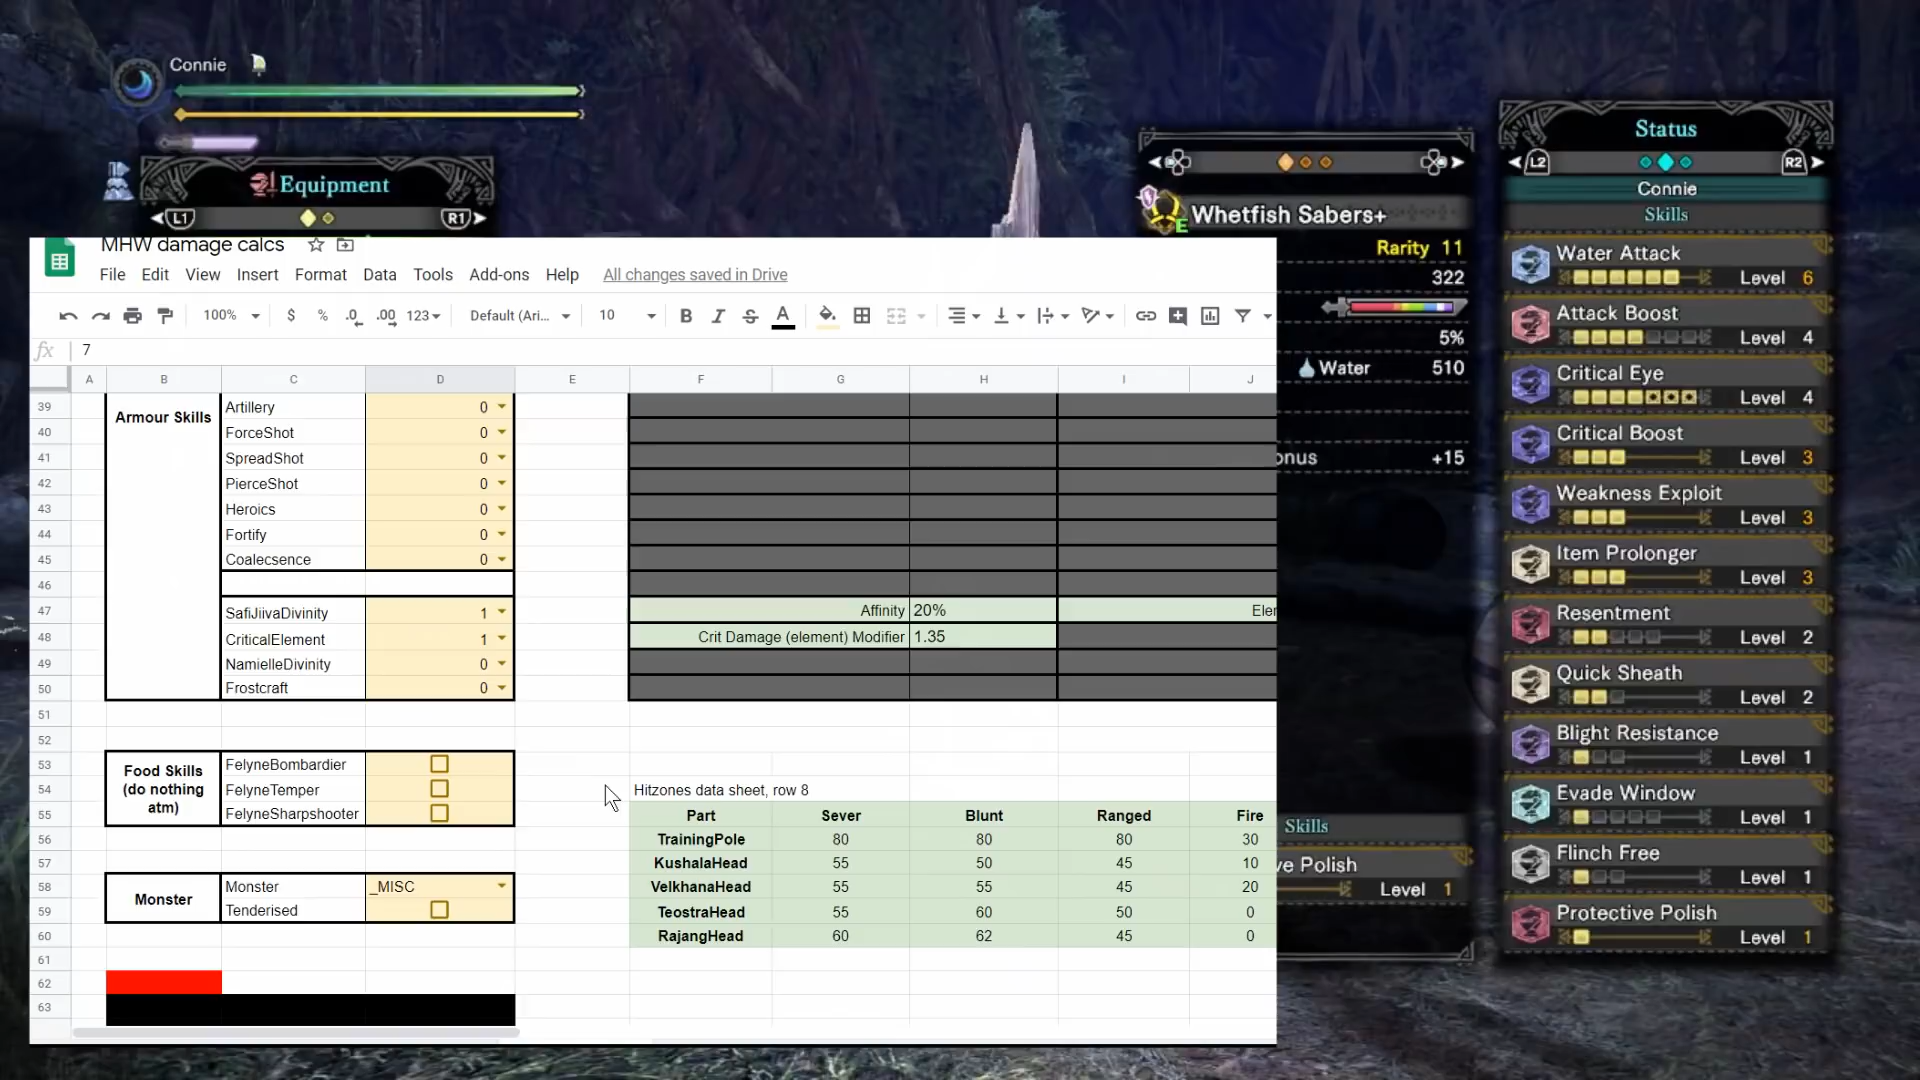 Connie
Equipment
L1
R1
MHW damage calcs
File Edit View Insert Format Data Tools Add-ons Help All changes saved in Drive
100% $ % .0 .00 123 Default (Ari... 10 B I S A
fx 7
A B C D E F G H I J
39 Armour Skills Artillery 0
40 ForceShot 0
41 SpreadShot 0
42 PierceShot 0
43 Heroics 0
44 Fortify 0
45 Coalecsence 0
46
47 SafiJiivaDivinity 1 Affinity 20% Eler
48 CriticalElement 1 Crit Damage (element) Modifier 1.35
49 NamielleDivinity 0
50 Frostcraft 0
51
52
53 Food Skills (do nothing atm) FelyneBombardier
54 FelyneTemper Hitzones data sheet, row 8
55 FelyneSharpshooter Part Sever Blunt Ranged Fire
56 TrainingPole 80 80 80 30
57 KushalaHead 55 50 45 10
58 Monster Monster _MISC VelkhanaHead 55 55 45 20
59 Tenderised TeostraHead 55 60 50 0
60 RajangHead 60 62 45 0
61
62
63
Whetfish Sabers+
E
Rarity 11
322
5%
Water 510
onus +15
Skills
ve Polish
Level 1
Status
L2
R2
Connie
Skills
Water Attack
Level 6
Attack Boost
Level 4
Critical Eye
Level 4
Critical Boost
Level 3
Weakness Exploit
Level 3
Item Prolonger
Level 3
Resentment
Level 2
Quick Sheath
Level 2
Blight Resistance
Level 1
Evade Window
Level 1
Flinch Free
Level 1
Protective Polish
Level 1